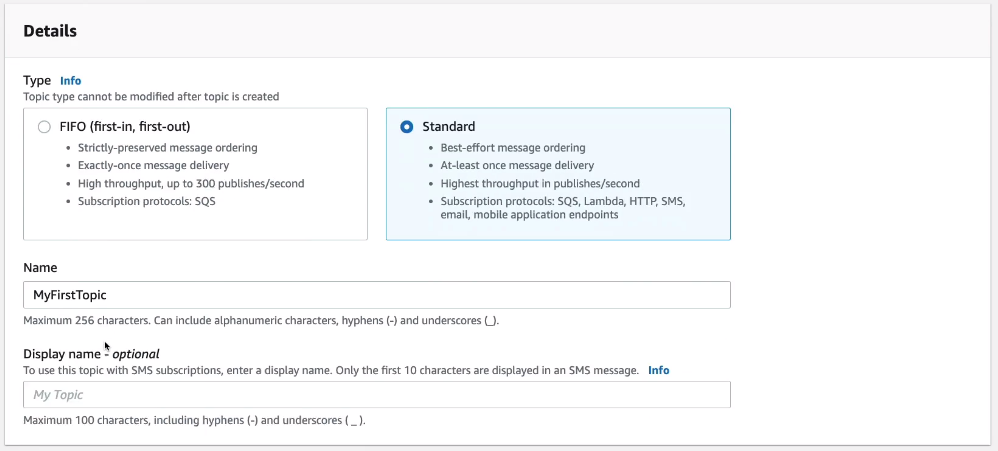 Details
Type Info
Topic type cannot be modified after topic is created
FIFO (first-in, first-out)
• Strictly-preserved message ordering
• Exactly-once message delivery
• High throughput, up to 300 publishes/second
• Subscription protocols: SQS
Standard
• Best-effort message ordering
• At-least once message delivery
• Highest throughput in publishes/second
• Subscription protocols: SQS, Lambda, HTTP, SMS,
email, mobile application endpoints
Name
MyFirstTopic
Maximum 256 characters. Can include alphanumeric characters, hyphens (-) and underscores (_).
Display name - optional
To use this topic with SMS subscriptions, enter a display name. Only the first 10 characters are displayed in an SMS message. Info
My Topic
Maximum 100 characters, including hyphens (-) and underscores ( _ ).